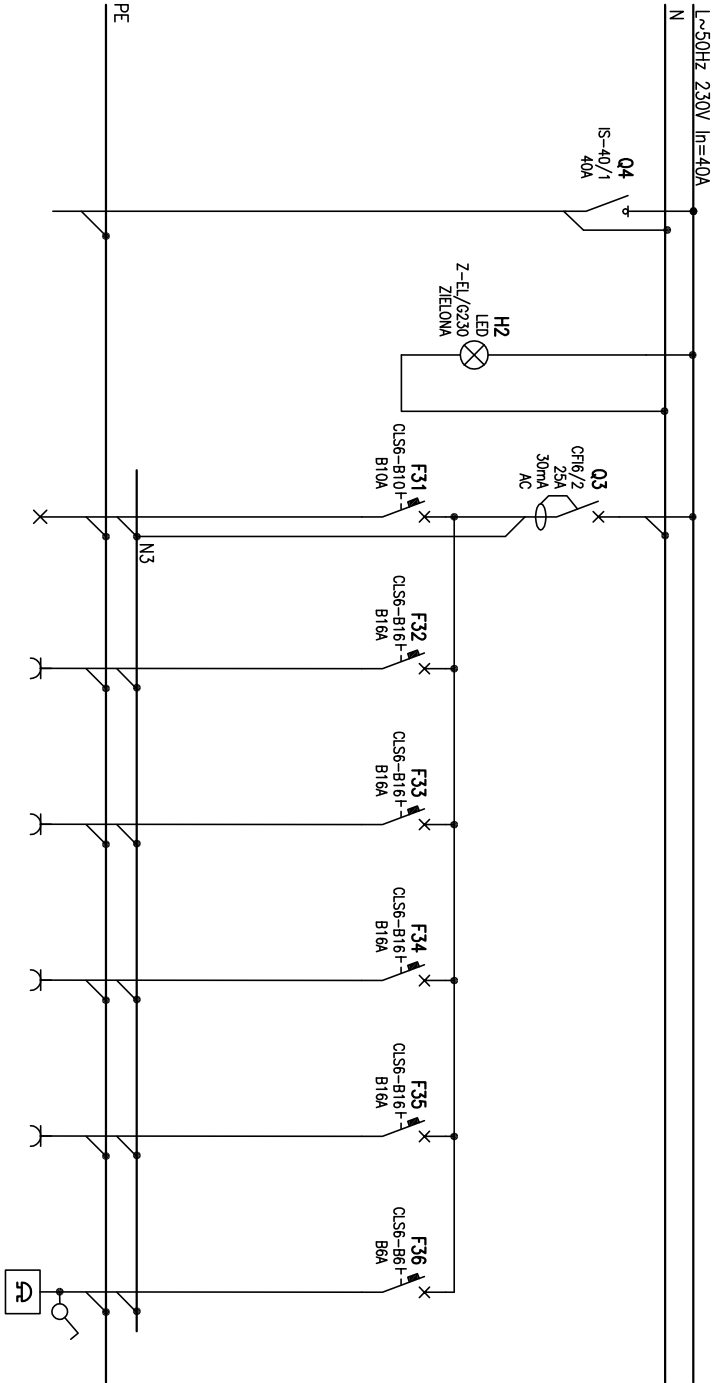 L~50Hz 230V In=40A
N
PE
Q4
IS-40/1
40A
H2
LED
Z-EL/G230
ZIELONA
Q3
CFI6/2
25A
30mA
AC
N3
F31
CLS6-B10
B10A
F32
CLS6-B16
B16A
F33
CLS6-B16
B16A
F34
CLS6-B16
B16A
F35
CLS6-B16
B16A
F36
CLS6-B6
B6A